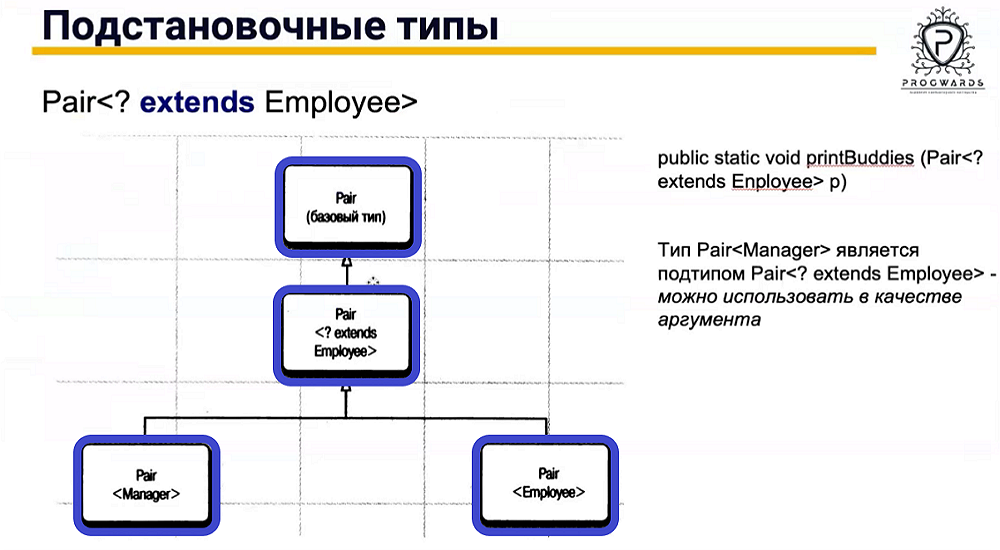 Подстановочные типы
PROGWARDS
Pair<? extends Employee>
Pair
(базовый тип)
Pair
<? extends
Employee>
Pair
<Manager>
Pair
<Employee>
public static void printBuddies (Pair<?
extends Enployee> p)
Тип Pair<Manager> является
подтипом Pair<? extends Employee> -
можно использовать в качестве
аргумента